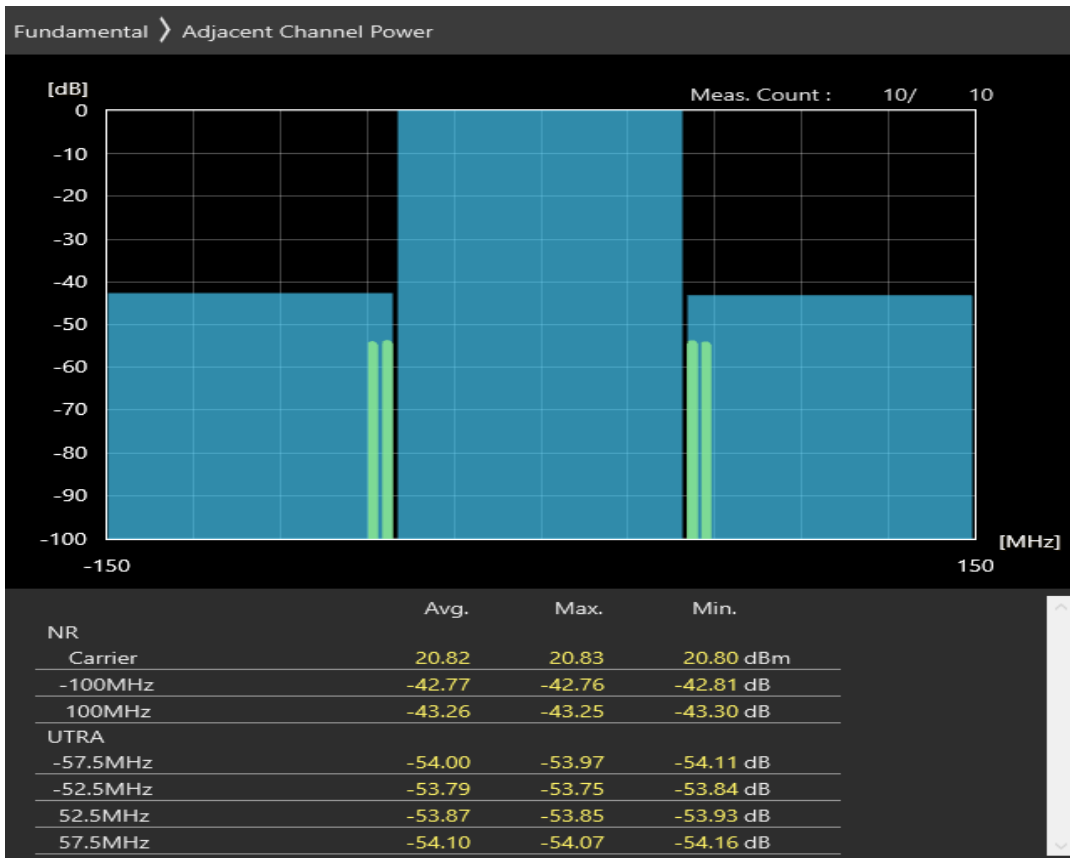 Fundamental 〉 Adjacent Channel Power
[dB]
Meas. Count : 10/ 10
0
-10
-20
-30
-40
-50
-60
-70
-80
-90
-100
[MHz]
-150 150
Avg. Max. Min.
NR
Carrier 20.82 20.83 20.80 dBm
-100MHz -42.77 -42.76 -42.81 dB
100MHz -43.26 -43.25 -43.30 dB
UTRA
-57.5MHz -54.00 -53.97 -54.11 dB
-52.5MHz -53.79 -53.75 -53.84 dB
52.5MHz -53.87 -53.85 -53.93 dB
57.5MHz -54.10 -54.07 -54.16 dB